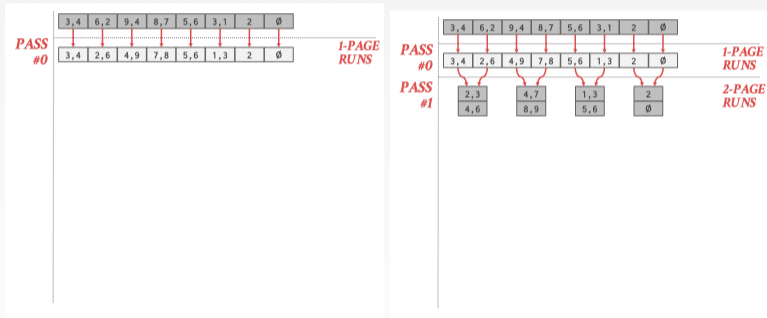 3,4 6,2 9,4 8,7 5,6 3,1 2 Ø
PASS #0
3,4 2,6 4,9 7,8 5,6 1,3 2 Ø
1-PAGE RUNS
3,4 6,2 9,4 8,7 5,6 3,1 2 Ø
PASS #0
3,4 2,6 4,9 7,8 5,6 1,3 2 Ø
1-PAGE RUNS
PASS #1
2,3 4,7 1,3 2
4,6 8,9 5,6 Ø
2-PAGE RUNS